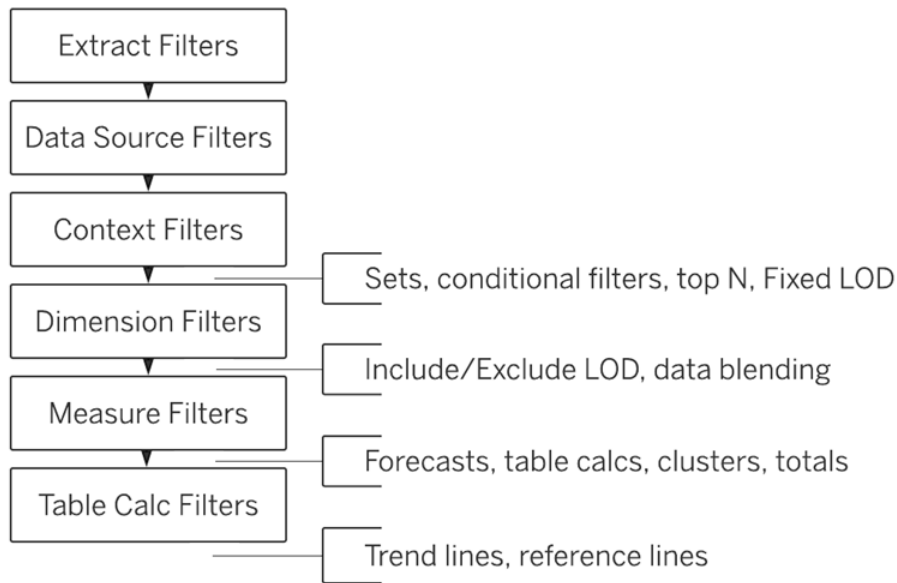 Extract Filters
Data Source Filters
Context Filters
Sets, conditional filters, top N, Fixed LOD
Dimension Filters
Include/Exclude LOD, data blending
Measure Filters
Forecasts, table calcs, clusters, totals
Table Calc Filters
Trend lines, reference lines